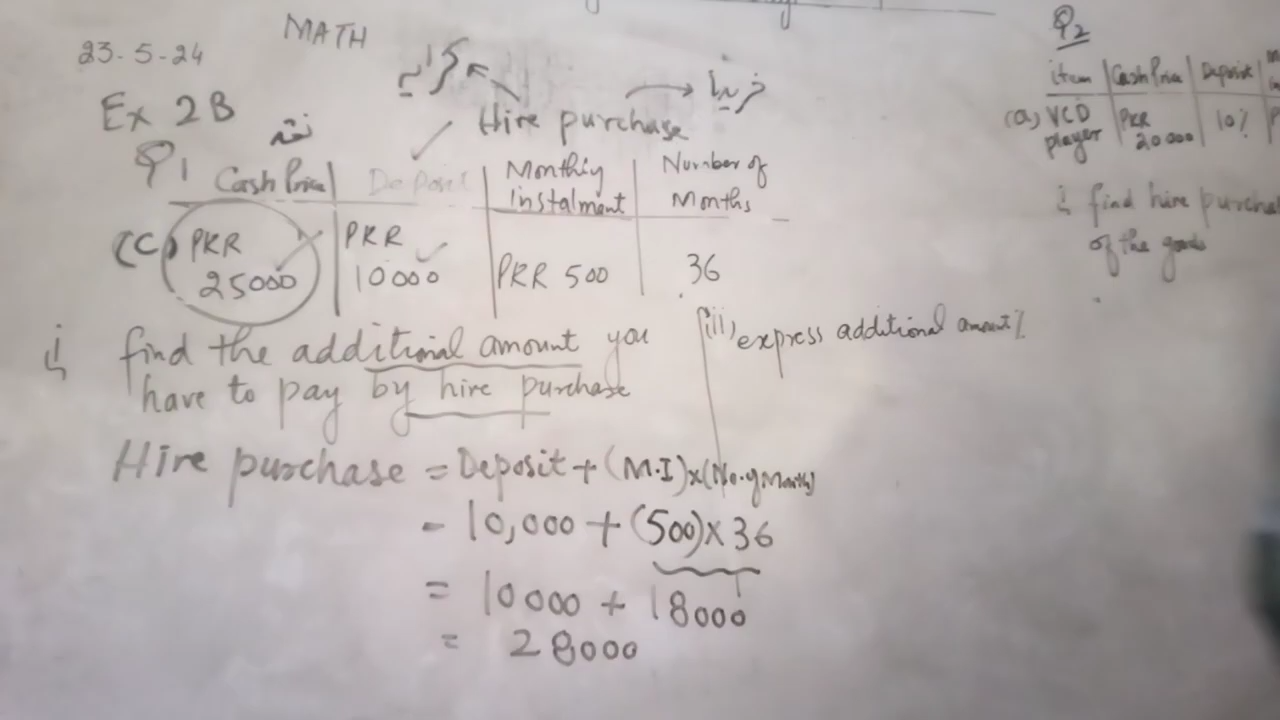 MATH
23-5-24
Ex 2B
Hire purchase
نقد
Q1
Cash Price | Deposit | Monthly Instalment | Number of Months
(C) PKR 25000 | PKR 10000 | PKR 500 | 36
i find the additional amount you
have to pay by hire purchase
(ii) express additional amount %
Hire purchase = Deposit + (M.I) x (No. of Months)
= 10,000 + (500) x 36
= 10000 + 18000
= 28000
Q2
item | Cash Price | Deposit
(a) VCD player | PKR 20000 | 10%
i find hire
of the goods